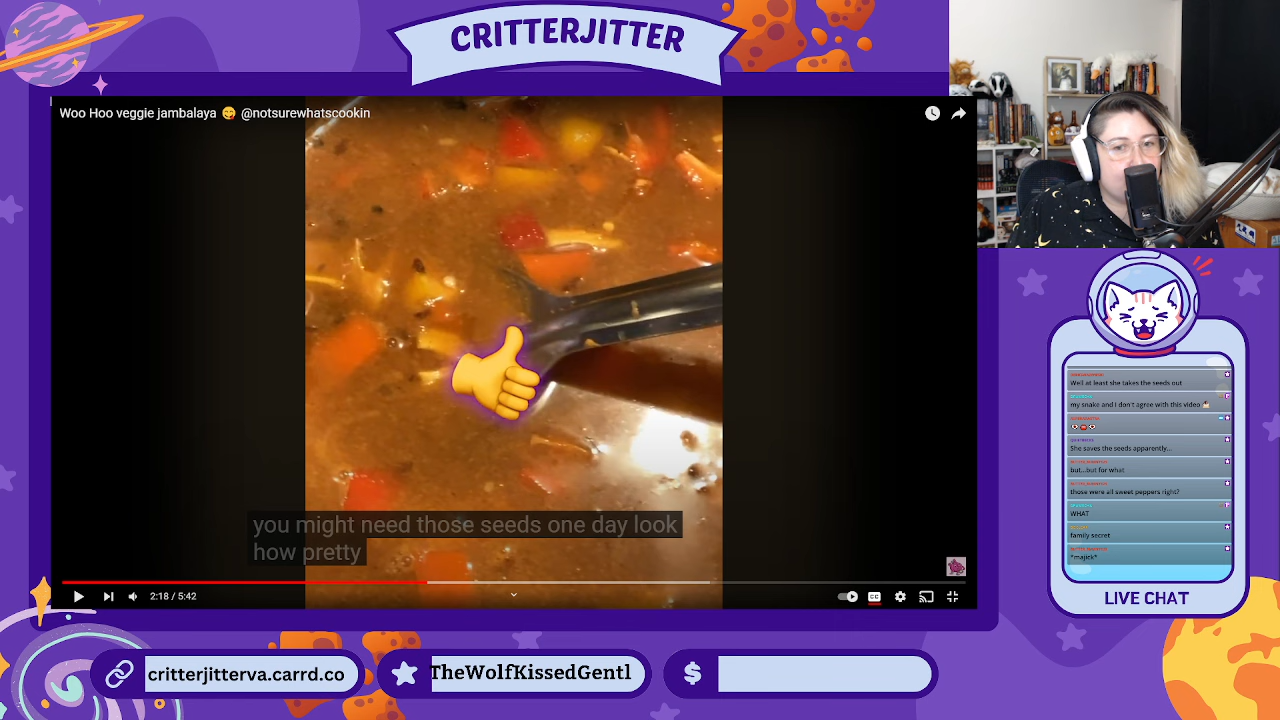 CRITTERJITTER
Woo Hoo veggie jambalaya 😋 @notsurewhatscookin
you might need those seeds one day look
how pretty
2:18 / 5:42
CC
Well at least she takes the seeds out
my snake and I don't agree with this video
She saves the seeds apparently...
but...but for what
those were all sweet peppers right?
WHAT
family secret
*majick*
LIVE CHAT
critterjitterva.carrd.co
TheWolfKissedGentl
$